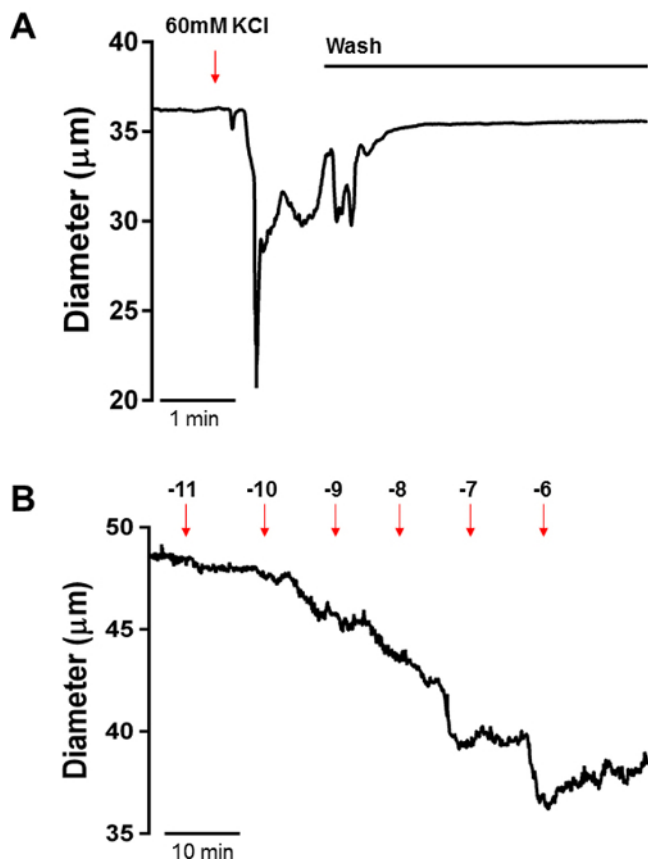 A
60mM KCl
Wash
40
35
30
25
20
Diameter (μm)
1 min
B
-11 -10 -9 -8 -7 -6
50
45
40
35
Diameter (μm)
10 min